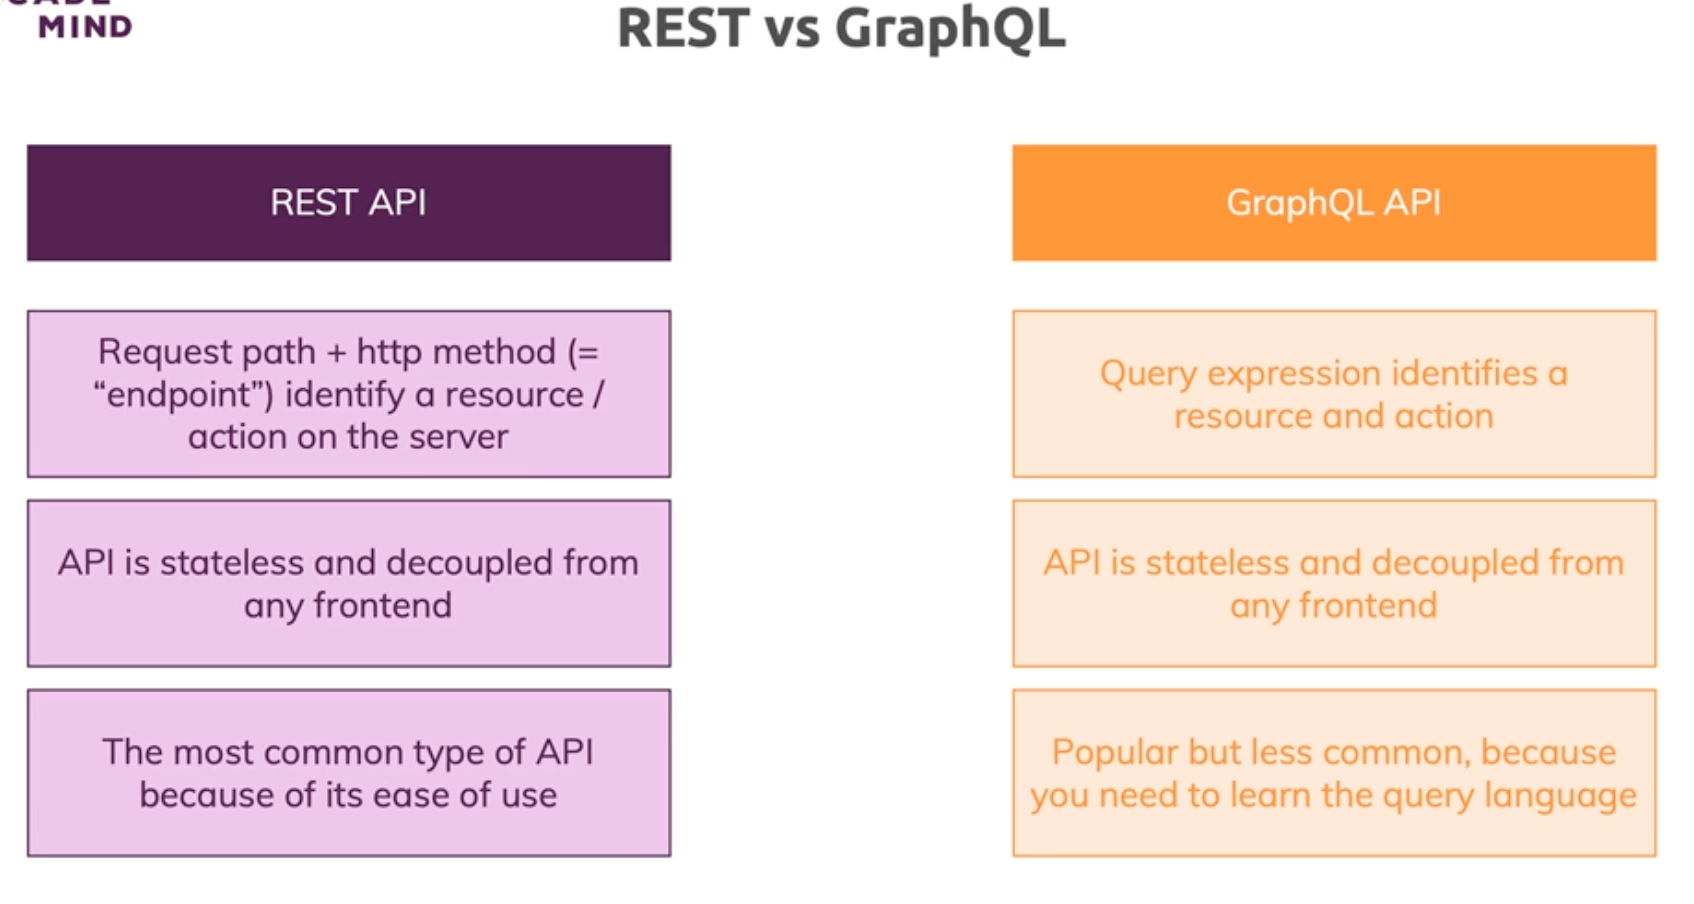 MIND
REST vs GraphQL
REST API
Request path + http method (=
“endpoint”) identify a resource /
action on the server
API is stateless and decoupled from
any frontend
The most common type of API
because of its ease of use
GraphQL API
Query expression identifies a
resource and action
API is stateless and decoupled from
any frontend
Popular but less common, because
you need to learn the query language